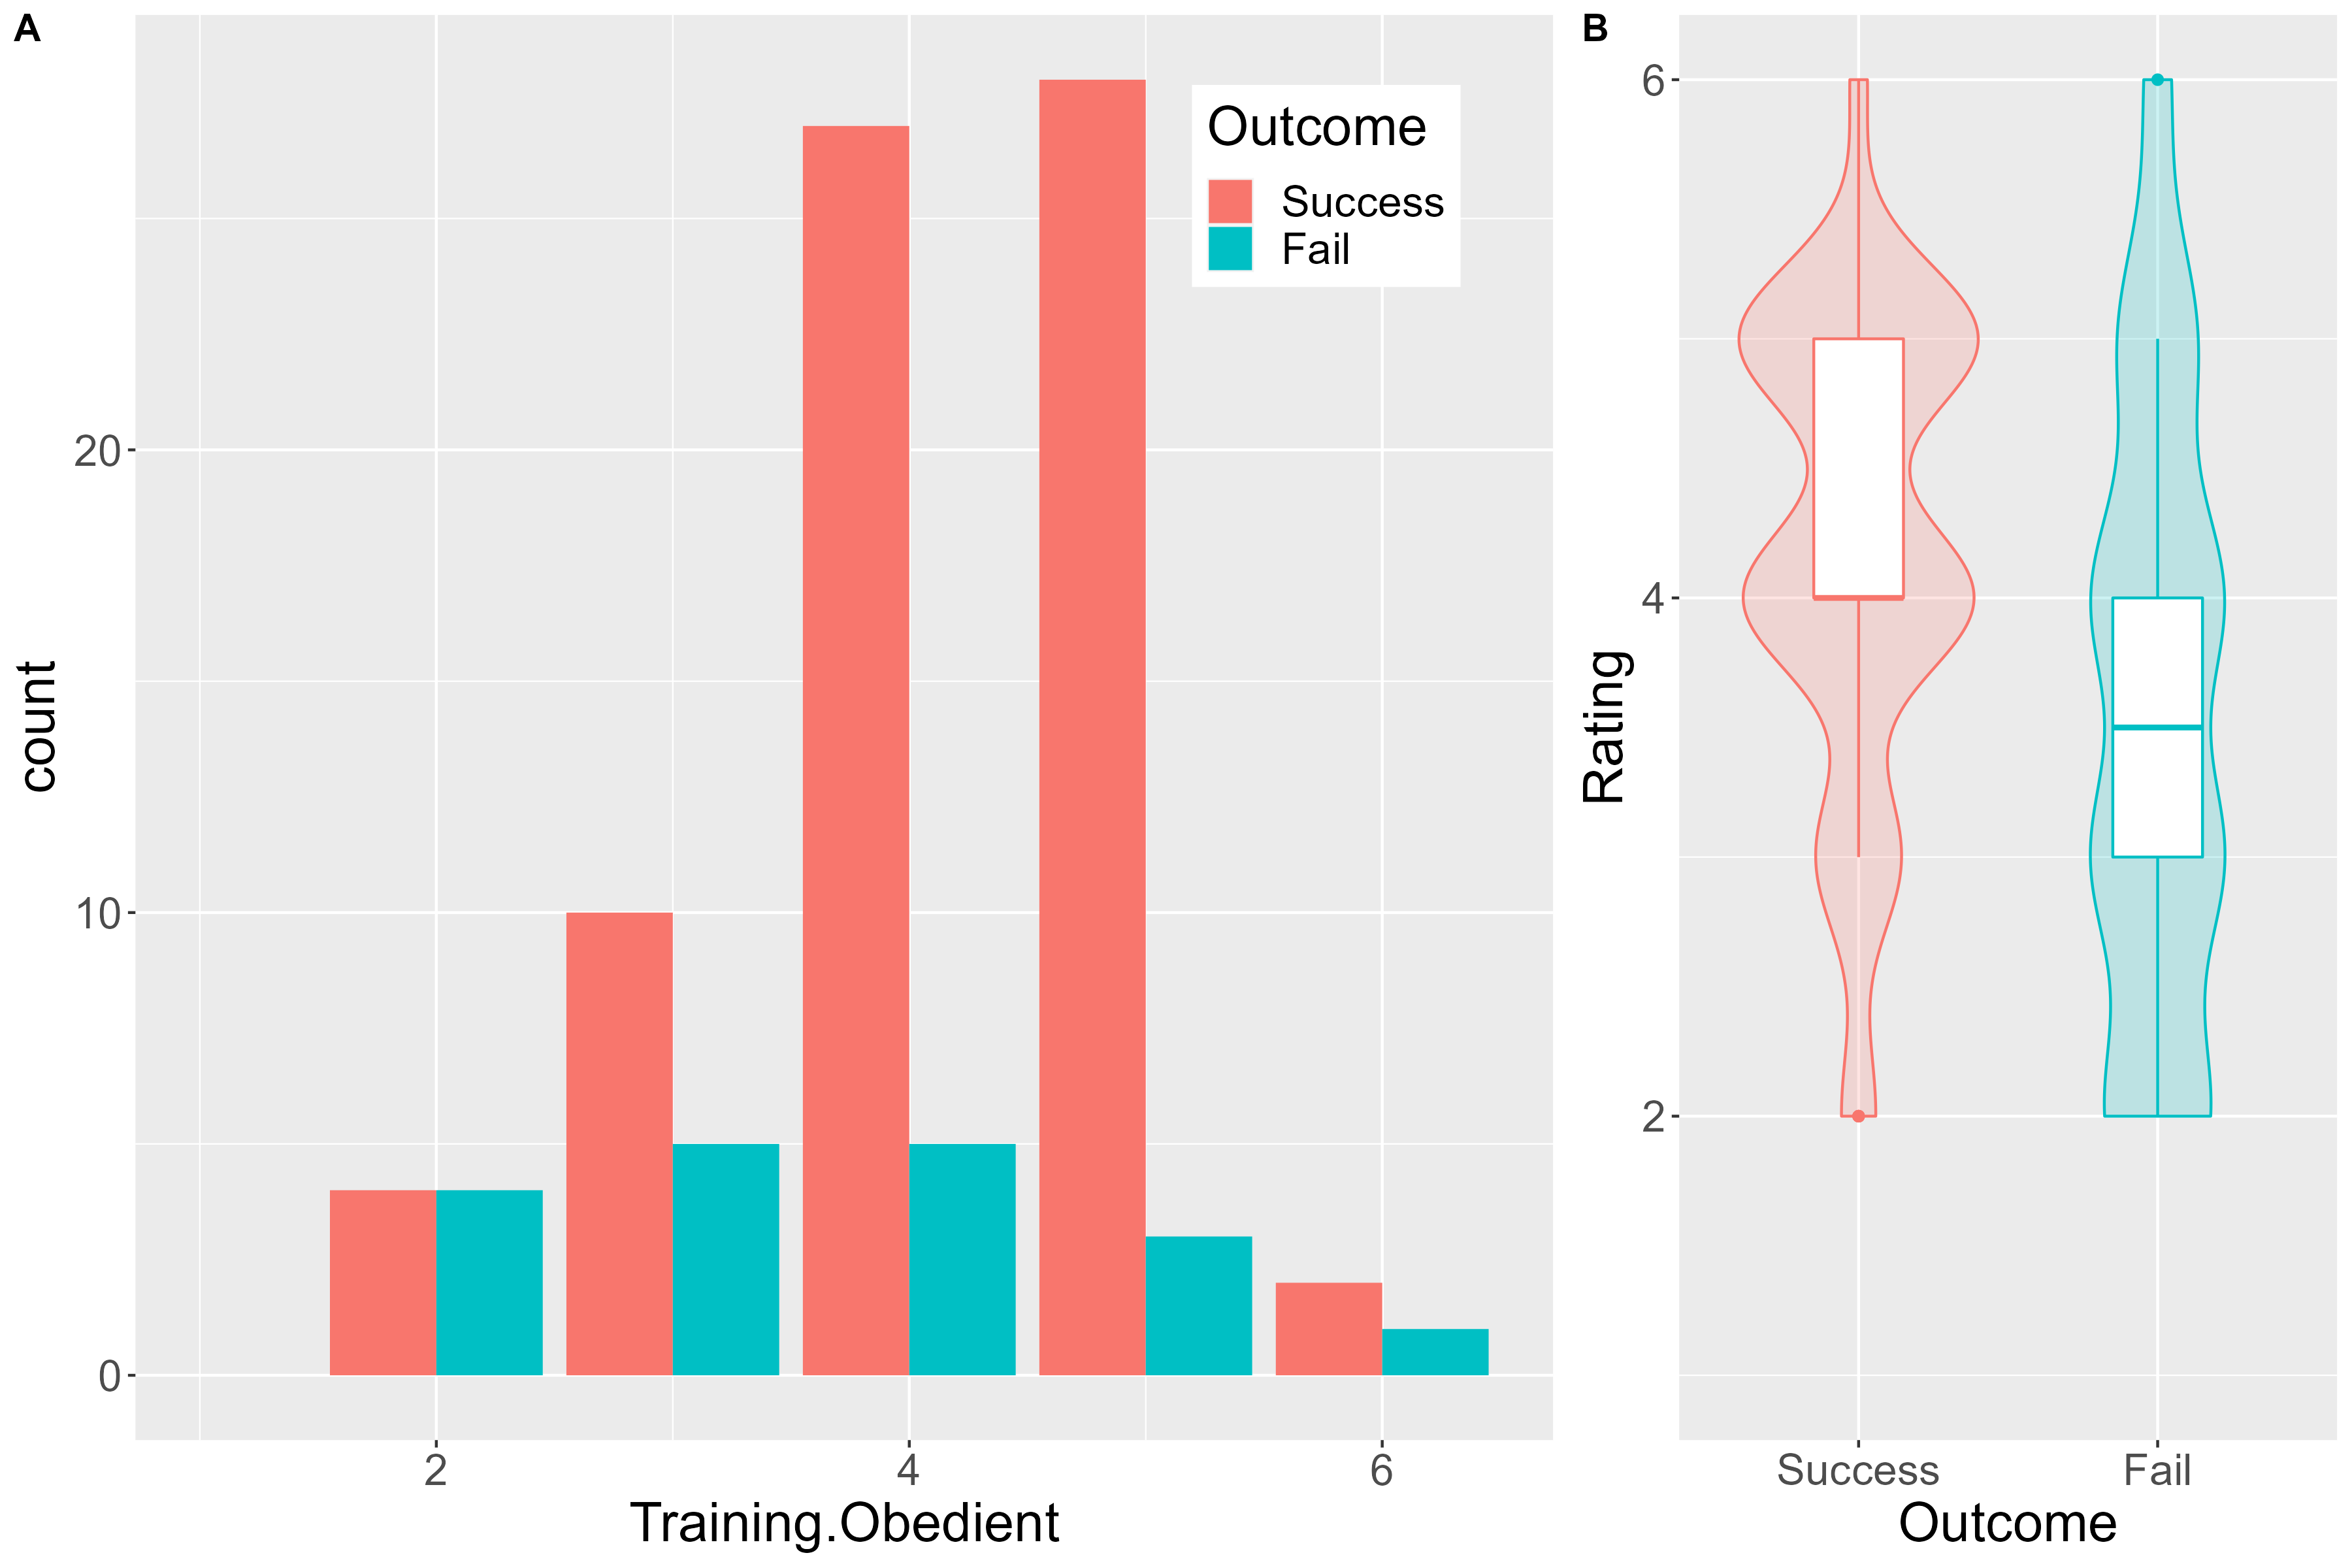 A
Outcome
Success
Fail
20
10
0
count
2 4 6
Training.Obedient
B
6
4
2
Rating
Success Fail
Outcome